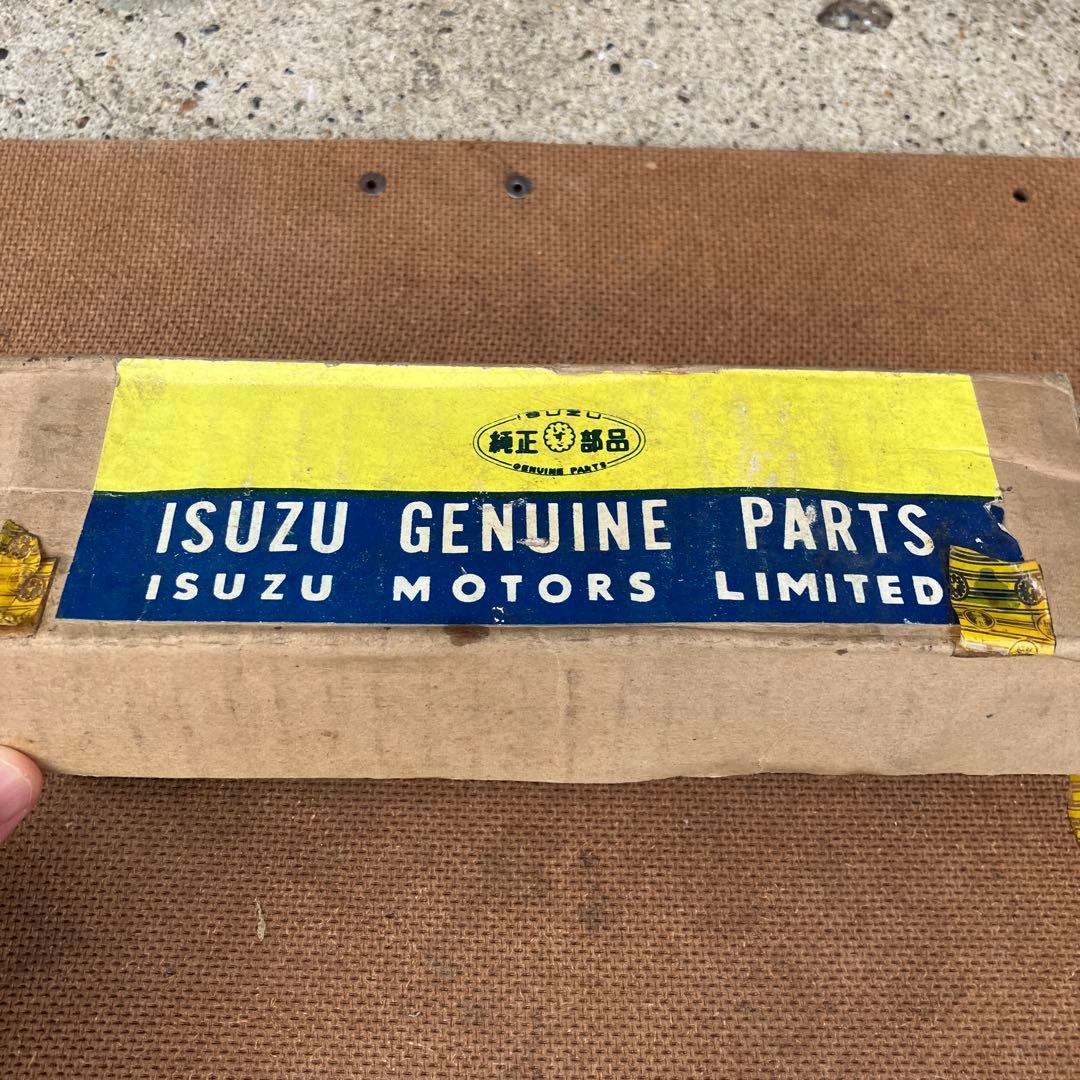 ISUZU
純正 部品
GENUINE PARTS
ISUZU GENUINE PARTS
ISUZU MOTORS LIMITED